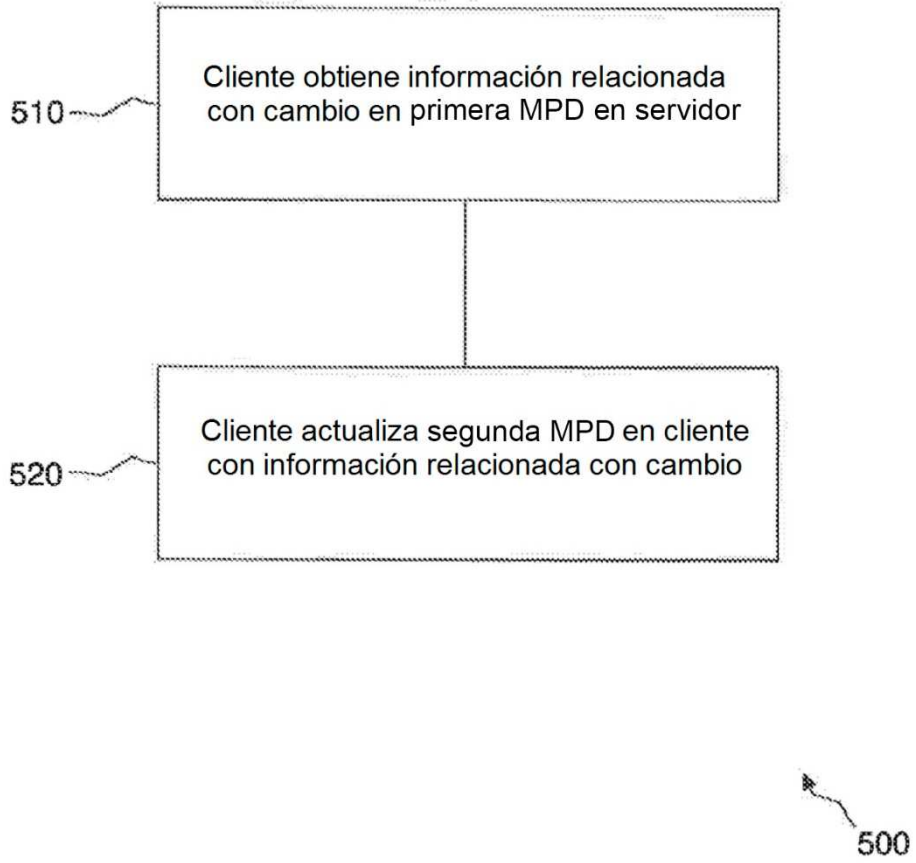 Cliente obtiene información relacionada
con cambio en primera MPD en servidor
510
Cliente actualiza segunda MPD en cliente
con información relacionada con cambio
520
500